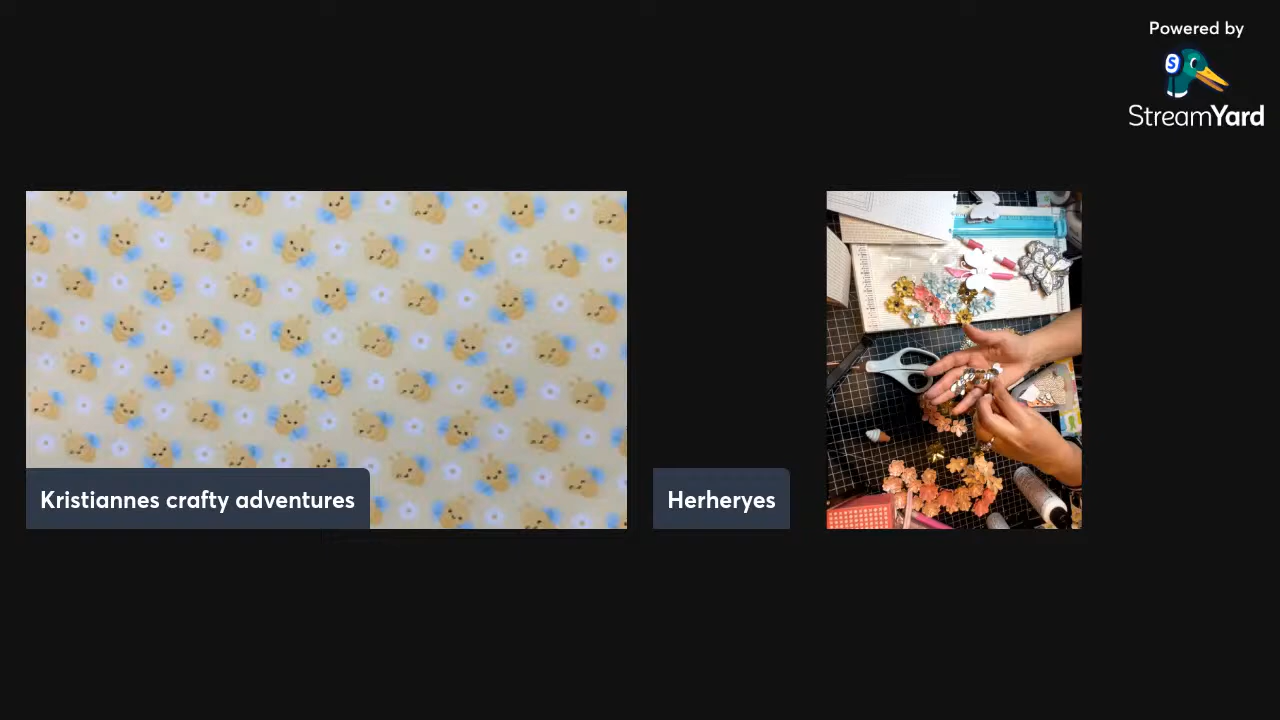 Powered by
S
StreamYard
Kristiannes crafty adventures
Herheryes